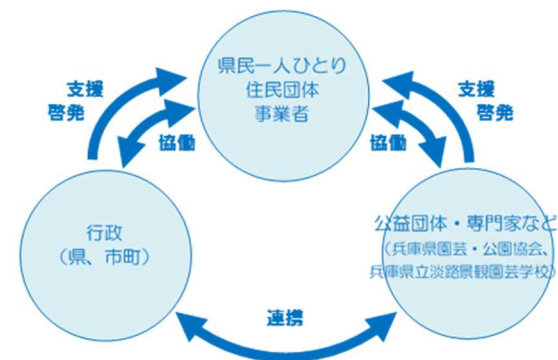 県民一人ひとり
住民団体
事業者
支援
啓発
協働
支援
啓発
協働
行政
（県、市町）
公益団体・専門家など
（兵庫県園芸・公園協会、
兵庫県立淡路景観園芸学校）
連携